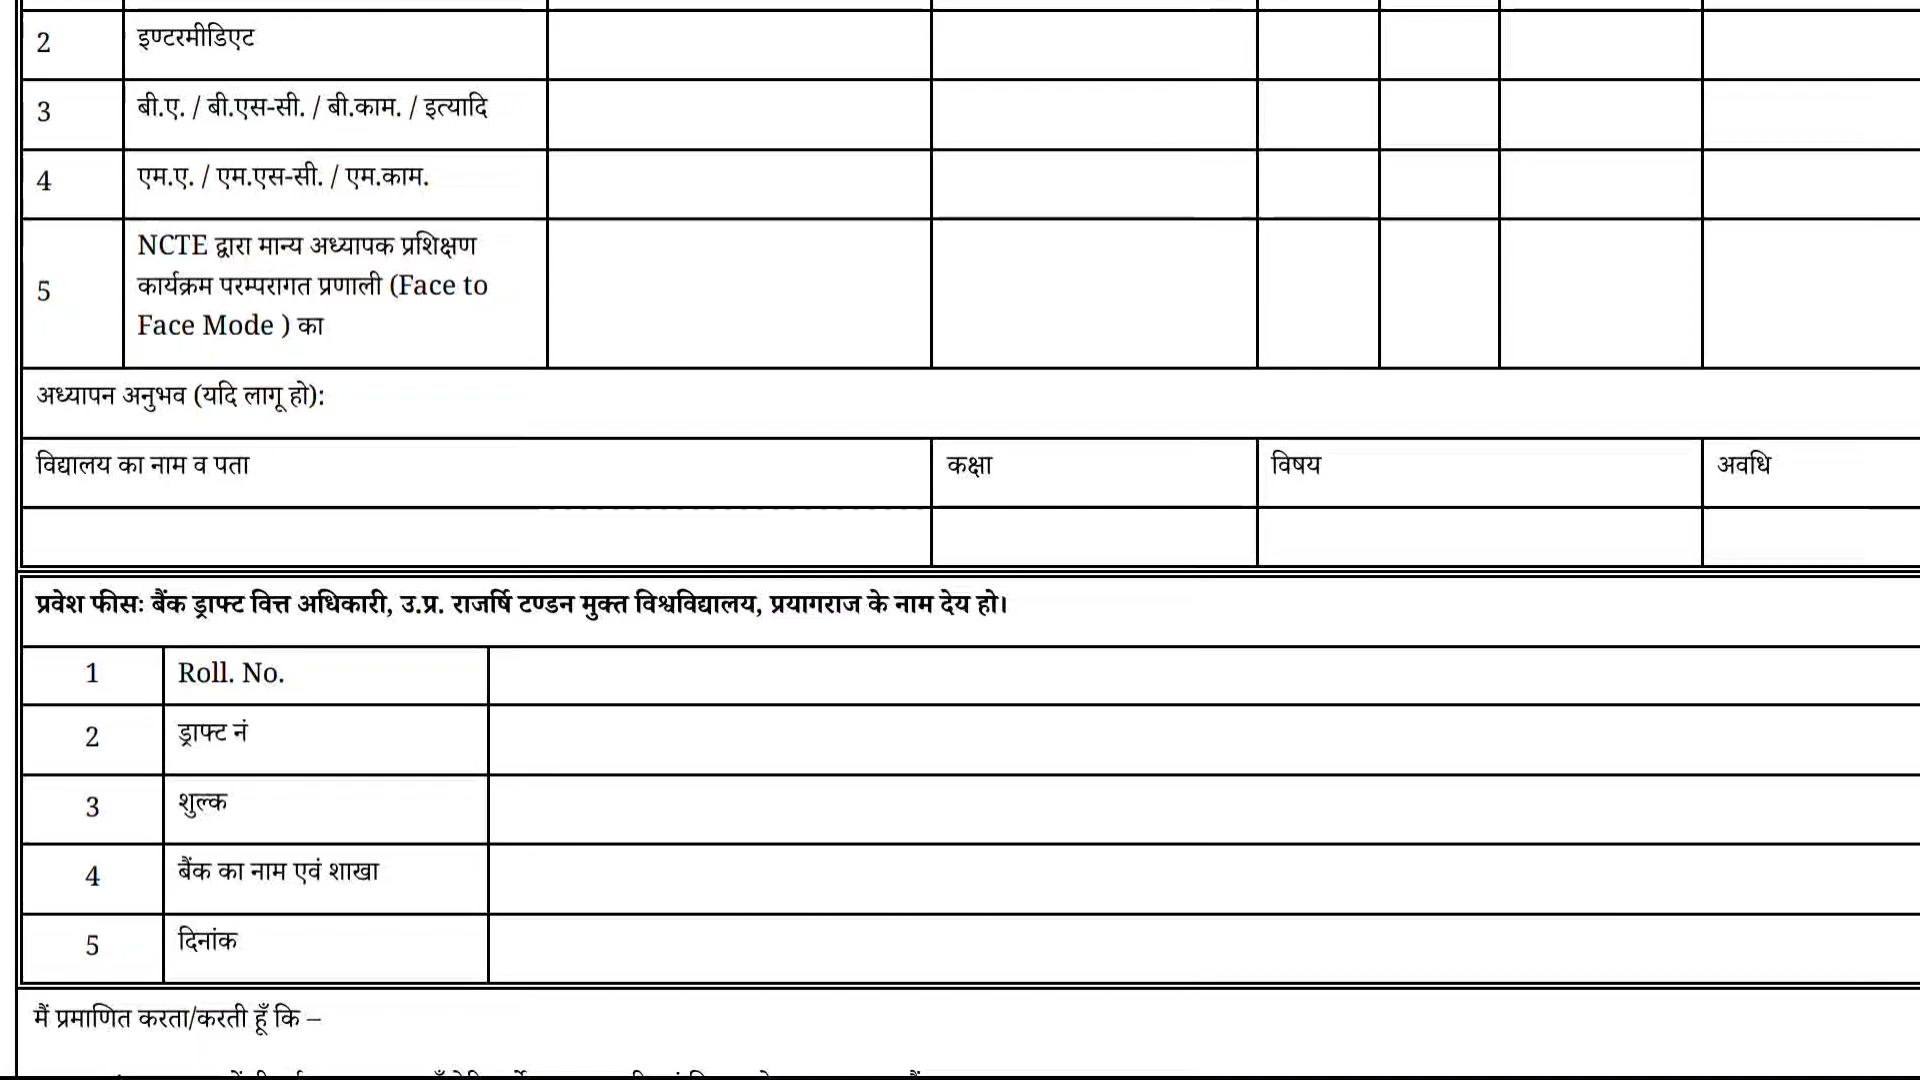 2 इण्टरमीडिएट
3 बी.ए. / बी.एस-सी. / बी.काम. / इत्यादि
4 एम.ए. / एम.एस-सी. / एम.काम.
5 NCTE द्वारा मान्य अध्यापक प्रशिक्षण
कार्यक्रम परम्परागत प्रणाली (Face to
Face Mode ) का
अध्यापन अनुभव (यदि लागू हो):
विद्यालय का नाम व पता कक्षा विषय अवधि
प्रवेश फीस: बैंक ड्राफ्ट वित्त अधिकारी, उ.प्र. राजर्षि टण्डन मुक्त विश्वविद्यालय, प्रयागराज के नाम देय हो।
1 Roll. No.
2 ड्राफ्ट नं
3 शुल्क
4 बैंक का नाम एवं शाखा
5 दिनांक
मैं प्रमाणित करता/करती हूँ कि –